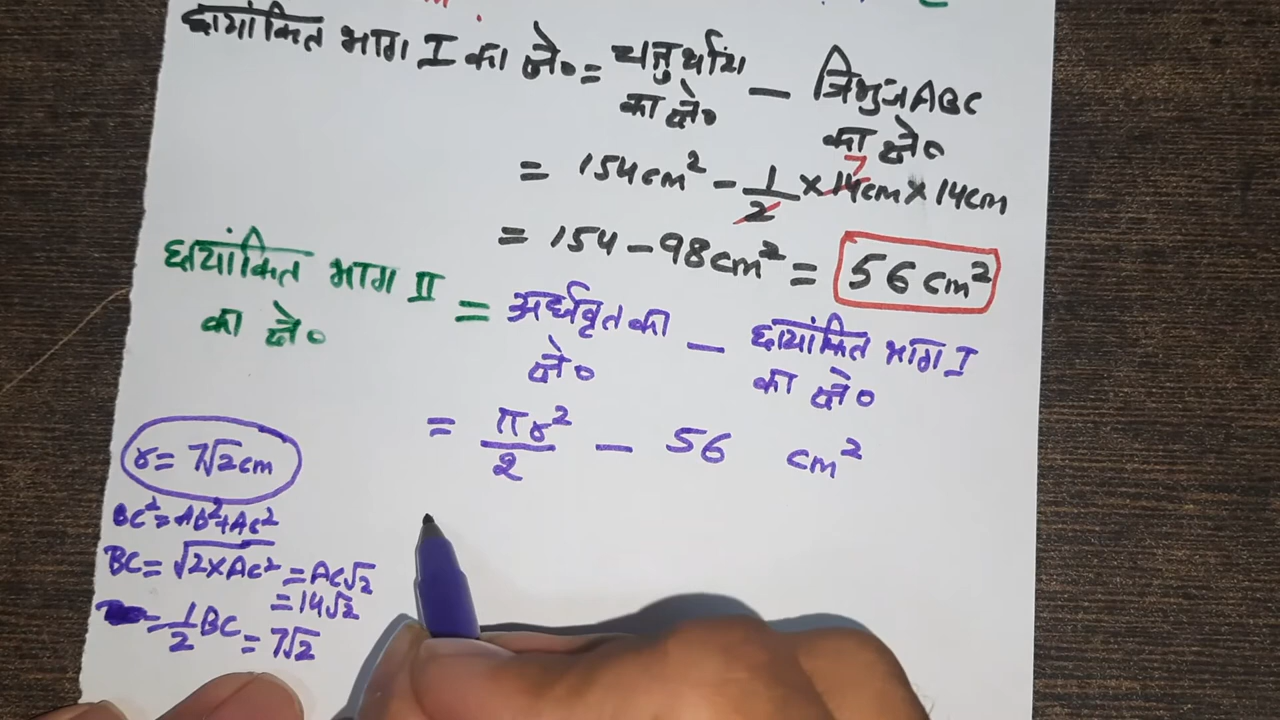 छायांकित भाग I का क्षे० = चतुर्थांश का क्षे० - त्रिभुज ABC का क्षे०
= 154cm² - 1/2 × 14cm × 14cm
7
= 154 - 98cm² = 56 cm²
छायांकित भाग II का क्षे० = अर्धवृत का क्षे० - छायांकित भाग I का क्षे०
= πr²/2 - 56 cm²
r = 7√2cm
BC² = AB² + AC²
BC = √2×AC² = AC√2
= 14√2
= 1/2 BC = 7√2